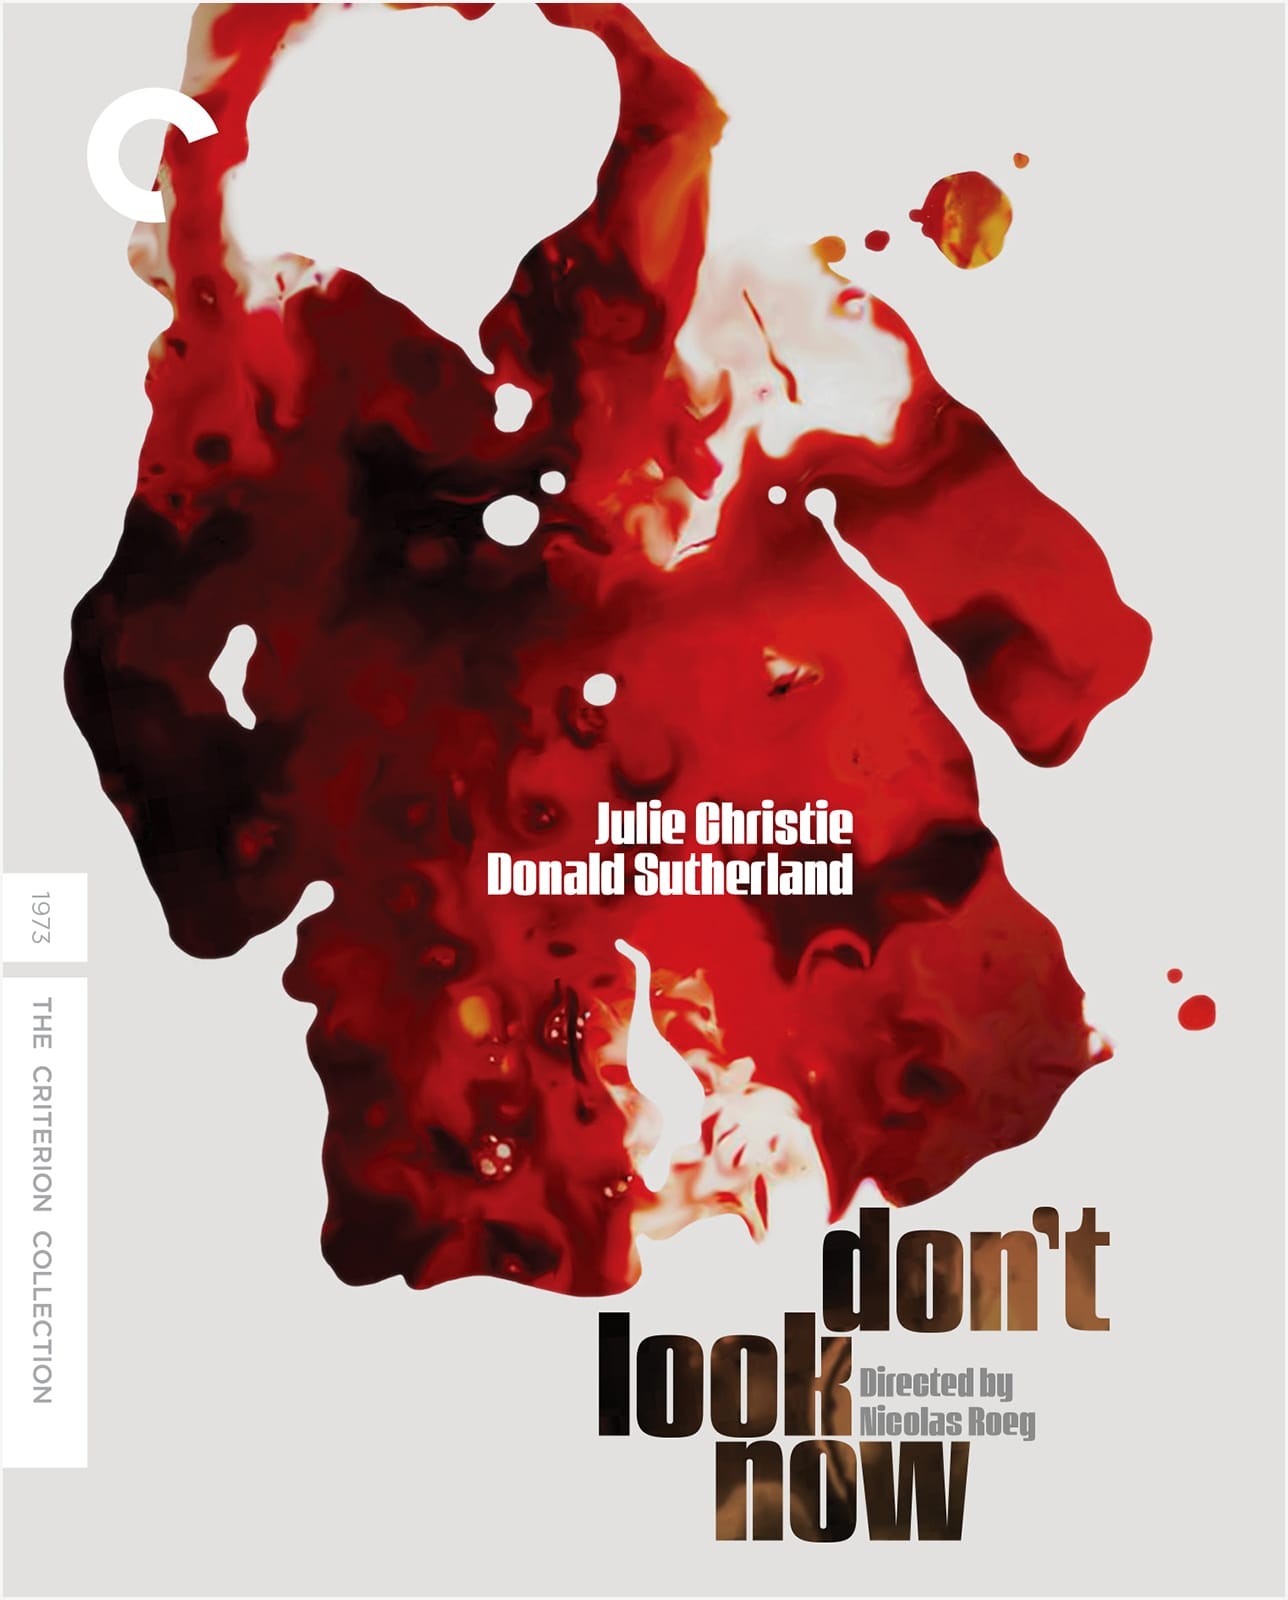 Julie Christie
Donald Sutherland
1973
THE CRITERION COLLECTION
don't
look
Directed by
Nicolas Roeg
now